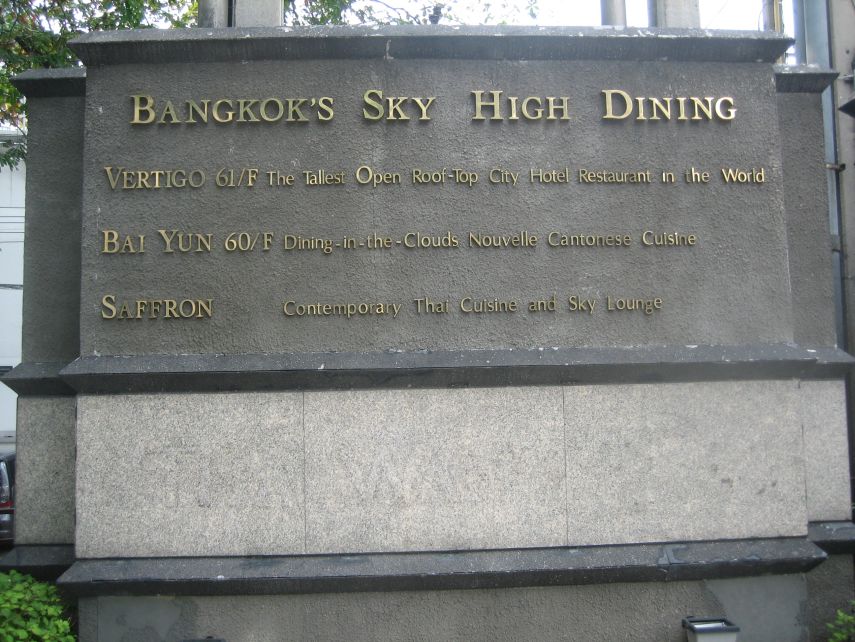 BANGKOK'S SKY HIGH DINING
VERTIGO 61/F The Tallest Open Roof-Top City Hotel Restaurant in the World
BAI YUN 60/F Dining-in-the-Clouds Nouvelle Cantonese Cuisine
SAFFRON Contemporary Thai Cuisine and Sky Lounge